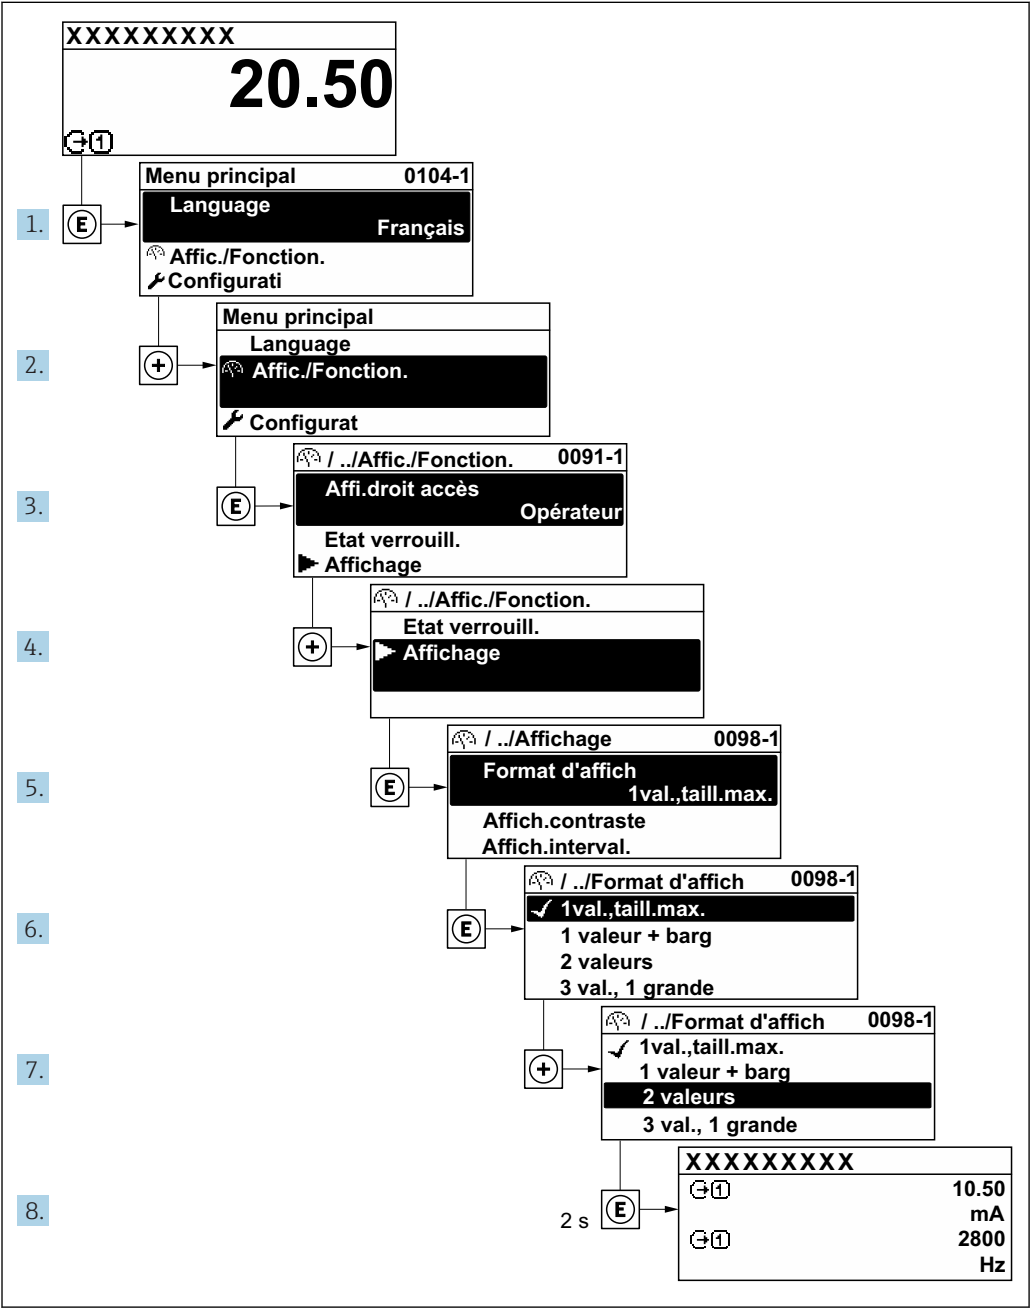 XXXXXXXXX
20.50
1
Menu principal 0104-1
Language
Français
1. E
Affic./Fonction.
Configurati
Menu principal
Language
2. + Affic./Fonction.
Configurat
/ ../Affic./Fonction. 0091-1
Affi.droit accès
3. E Opérateur
Etat verrouill.
Affichage
/ ../Affic./Fonction.
Etat verrouill.
4. + Affichage
/ ../Affichage 0098-1
Format d'affich
5. E 1val.,taill.max.
Affich.contraste
Affich.interval.
/ ../Format d'affich 0098-1
1val.,taill.max.
6. E 1 valeur + barg
2 valeurs
3 val., 1 grande
/ ../Format d'affich 0098-1
1val.,taill.max.
7. + 1 valeur + barg
2 valeurs
3 val., 1 grande
XXXXXXXXX
1 10.50
8. 2 s E mA
1 2800
Hz